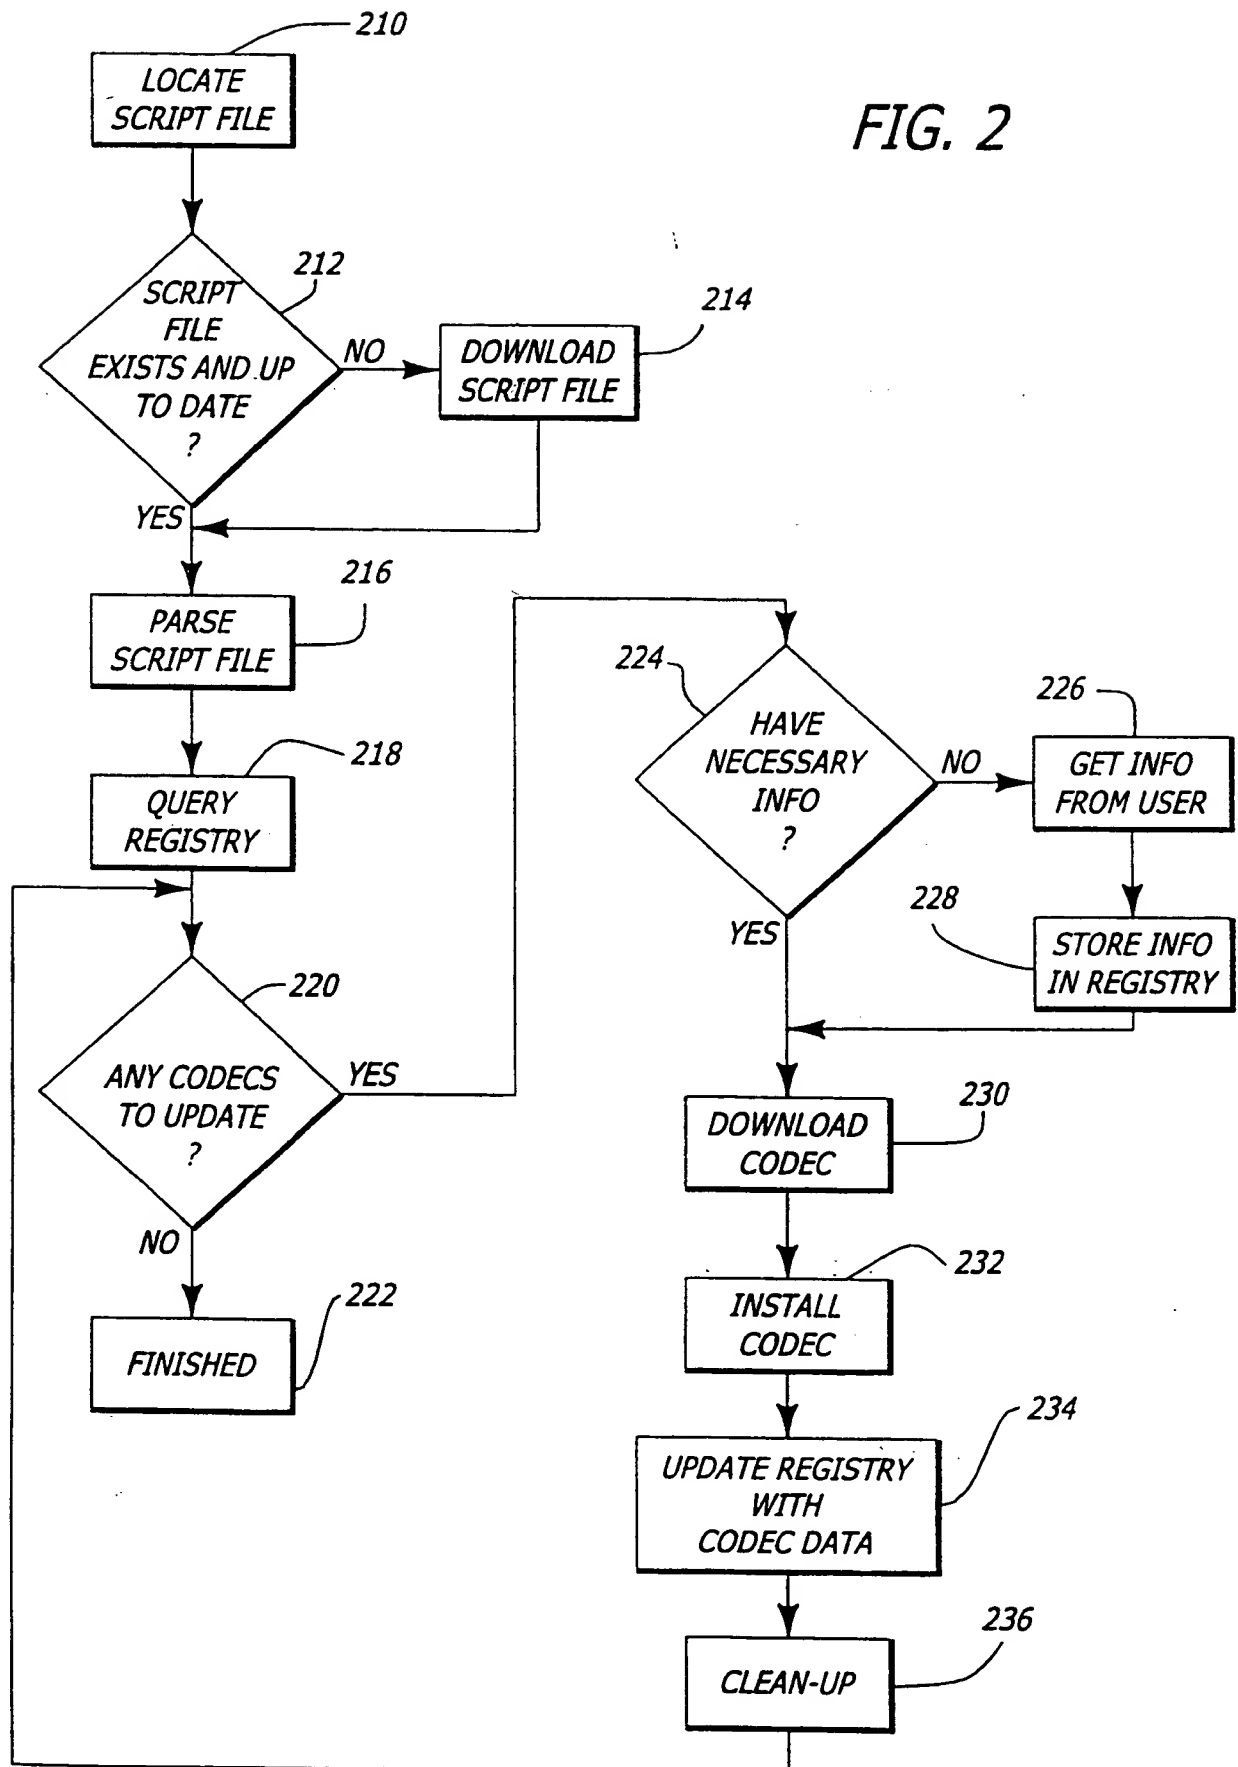 210
LOCATE
SCRIPT FILE
FIG. 2
212
SCRIPT
FILE
EXISTS AND UP
TO DATE
?
NO
214
DOWNLOAD
SCRIPT FILE
YES
216
PARSE
SCRIPT FILE
218
QUERY
REGISTRY
220
ANY CODECS
TO UPDATE
?
YES
NO
222
FINISHED
224
HAVE
NECESSARY
INFO
?
NO
226
GET INFO
FROM USER
228
STORE INFO
IN REGISTRY
YES
230
DOWNLOAD
CODEC
232
INSTALL
CODEC
234
UPDATE REGISTRY
WITH
CODEC DATA
236
CLEAN-UP